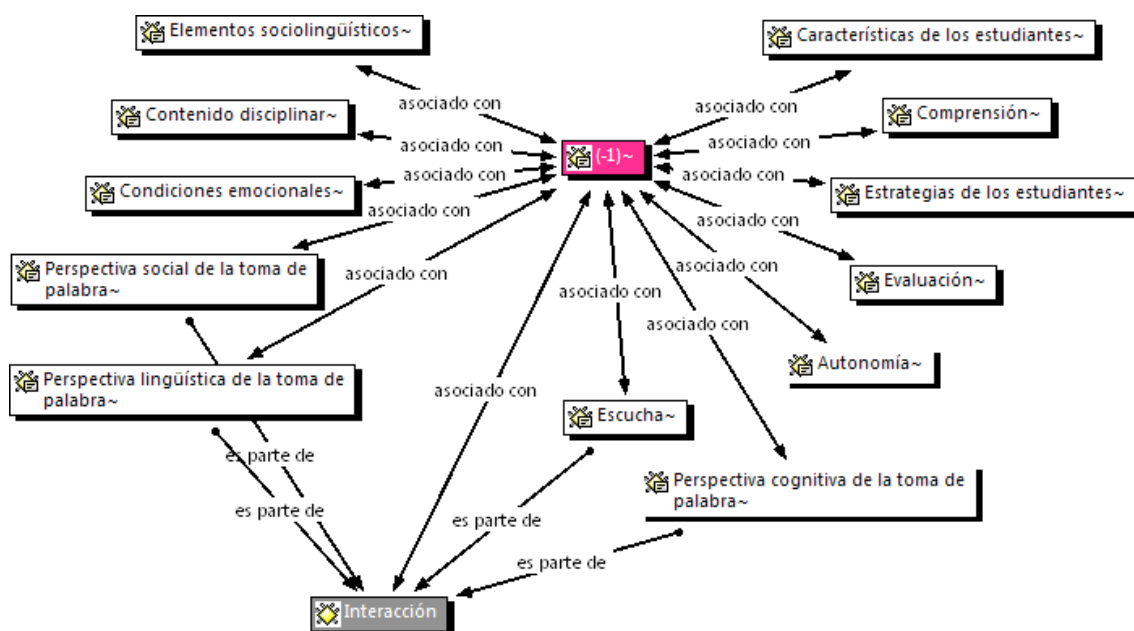 Elementos sociolingüísticos~
Características de los estudiantes~
asociado con
asociado con
Contenido disciplinar~
Comprensión~
asociado con
asociado con
(-1)~
Condiciones emocionales~
asociado con
asociado con
Estrategias de los estudiantes~
asociado con
asociado con
Perspectiva social de la toma de
palabra~
asociado con
asociado con
asociado con
Evaluación~
asociado con
Perspectiva lingüística de la toma de
palabra~
Autonomía~
asociado con
Escucha~
es parte de
Perspectiva cognitiva de la toma de
palabra~
es parte de
es parte de
es parte de
Interacción